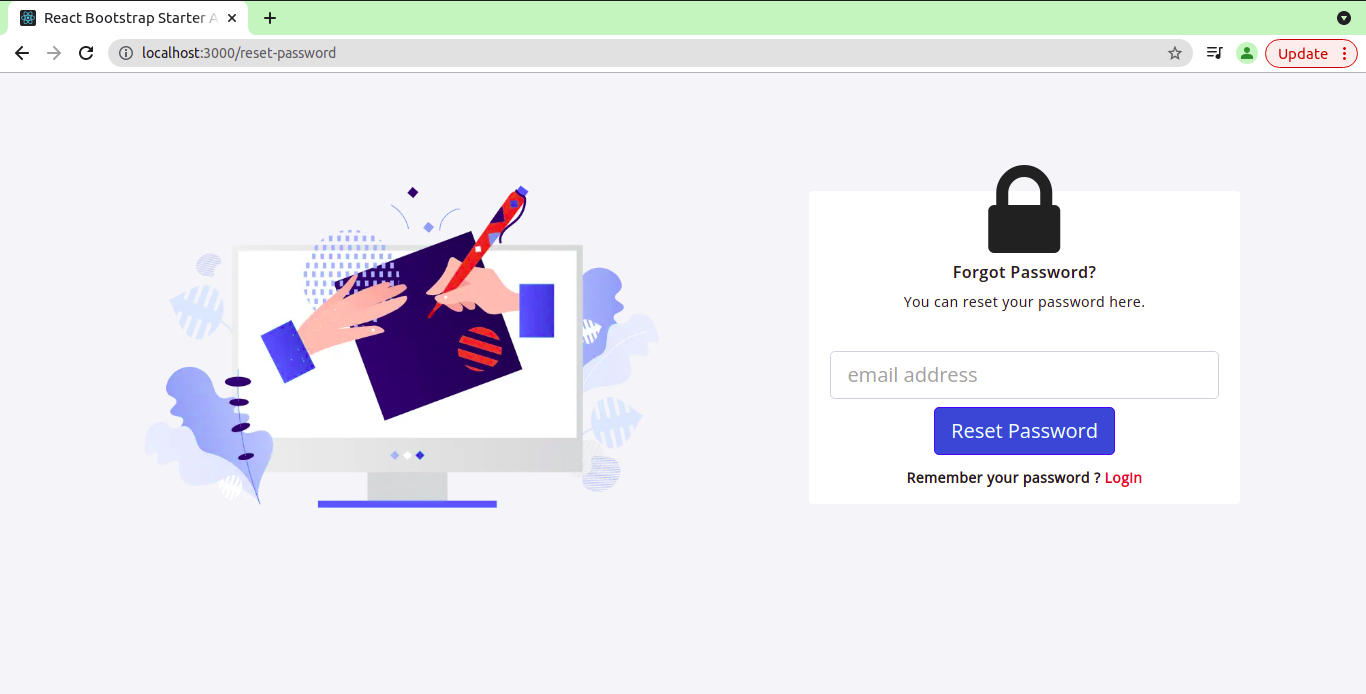 React Bootstrap Starter A
localhost:3000/reset-password
Update
Forgot Password?
You can reset your password here.
email address
Reset Password
Remember your password ? Login